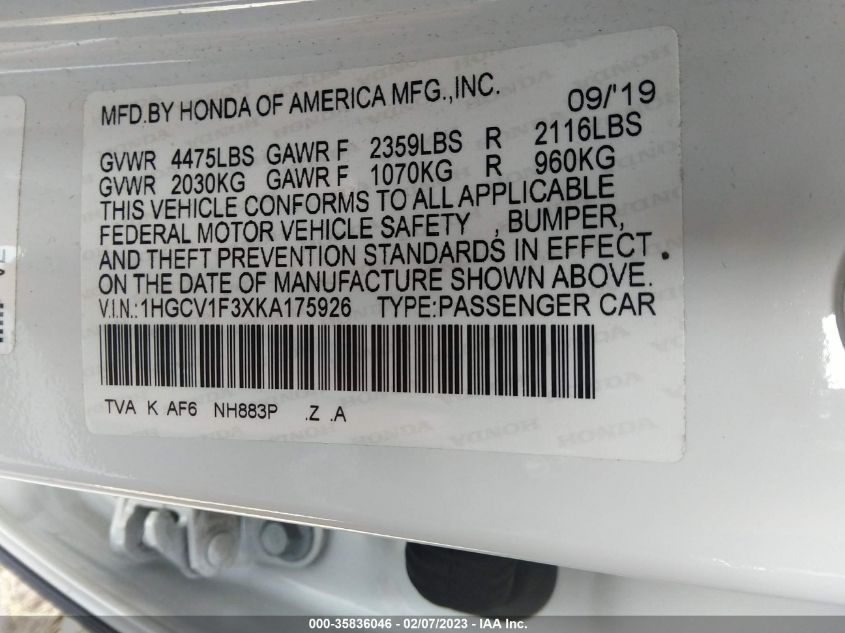 MFD.BY HONDA OF AMERICA MFG.,INC. 09/'19
GVWR 4475LBS GAWR F 2359LBS R 2116LBS
GVWR 2030KG GAWR F 1070KG R 960KG
THIS VEHICLE CONFORMS TO ALL APPLICABLE
FEDERAL MOTOR VEHICLE SAFETY , BUMPER,
AND THEFT PREVENTION STANDARDS IN EFFECT
ON THE DATE OF MANUFACTURE SHOWN ABOVE.
V.I.N.:1HGCV1F3XKA175926 TYPE:PASSENGER CAR
TVA K AF6 NH883P .Z .A
000-35836046 — 02/07/2023 — IAA Inc.